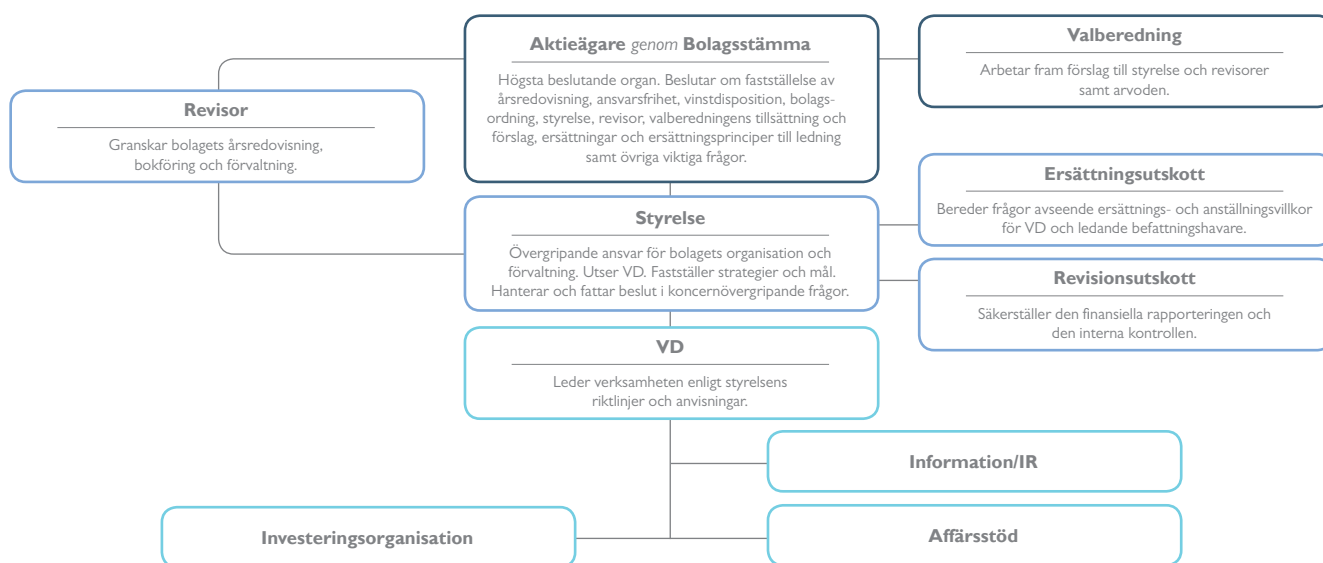 Aktieägare genom Bolagsstämma
Högsta beslutande organ. Beslutar om fastställelse av
årsredovisning, ansvarsfrihet, vinstdisposition, bolags-
ordning, styrelse, revisor, valberedningens tillsättning och
förslag, ersättningar och ersättningsprinciper till ledning
samt övriga viktiga frågor.
Valberedning
Arbetar fram förslag till styrelse och revisorer
samt arvoden.
Revisor
Granskar bolagets årsredovisning,
bokföring och förvaltning.
Ersättningsutskott
Bereder frågor avseende ersättnings- och anställningsvillkor
för VD och ledande befattningshavare.
Styrelse
Övergripande ansvar för bolagets organisation och
förvaltning. Utser VD. Fastställer strategier och mål.
Hanterar och fattar beslut i koncernövergripande frågor.
Revisionsutskott
Säkerställer den finansiella rapporteringen och
den interna kontrollen.
VD
Leder verksamheten enligt styrelsens
riktlinjer och anvisningar.
Information/IR
Investeringsorganisation
Affärsstöd